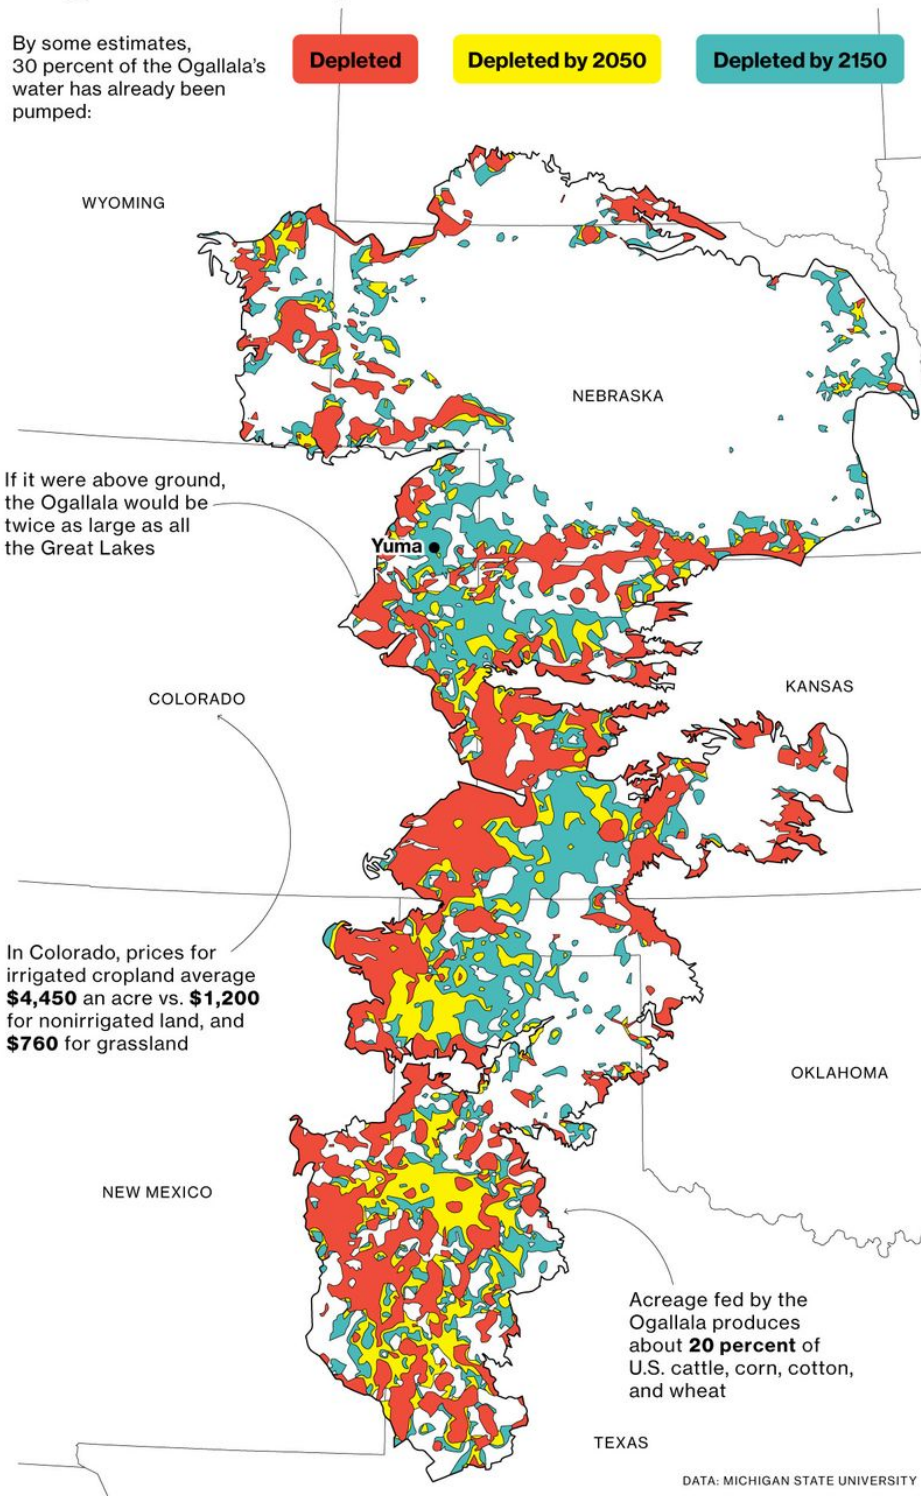 By some estimates,
30 percent of the Ogallala's
water has already been
pumped:
Depleted
Depleted by 2050
Depleted by 2150
WYOMING
NEBRASKA
If it were above ground,
the Ogallala would be
twice as large as all
the Great Lakes
Yuma
COLORADO
KANSAS
In Colorado, prices for
irrigated cropland average
$4,450 an acre vs. $1,200
for nonirrigated land, and
$760 for grassland
OKLAHOMA
NEW MEXICO
Acreage fed by the
Ogallala produces
about 20 percent of
U.S. cattle, corn, cotton,
and wheat
TEXAS
DATA: MICHIGAN STATE UNIVERSITY